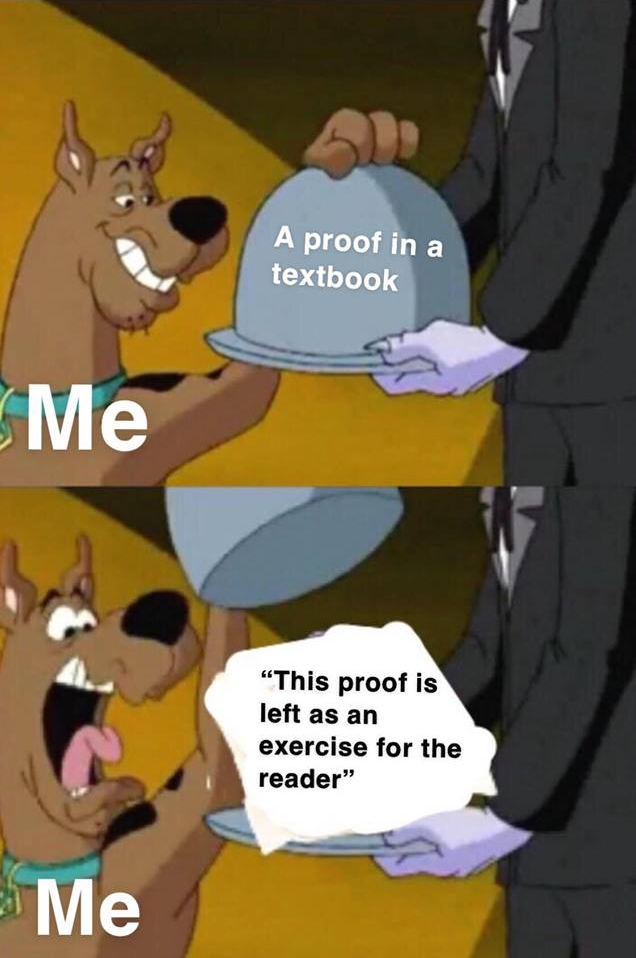 A proof in a
textbook
Me
“This proof is
left as an
exercise for the
reader”
Me